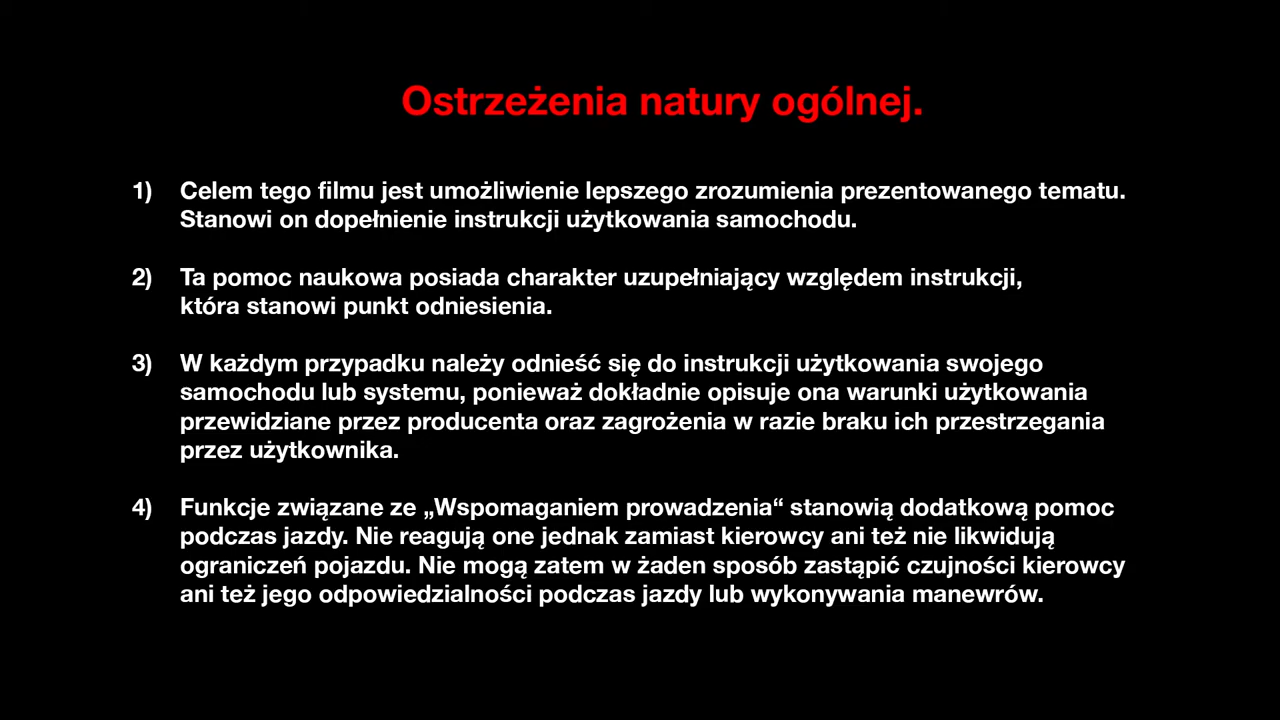 Ostrzeżenia natury ogólnej.
1) Celem tego filmu jest umożliwienie lepszego zrozumienia prezentowanego tematu.
Stanowi on dopełnienie instrukcji użytkowania samochodu.
2) Ta pomoc naukowa posiada charakter uzupełniający względem instrukcji,
która stanowi punkt odniesienia.
3) W każdym przypadku należy odnieść się do instrukcji użytkowania swojego
samochodu lub systemu, ponieważ dokładnie opisuje ona warunki użytkowania
przewidziane przez producenta oraz zagrożenia w razie braku ich przestrzegania
przez użytkownika.
4) Funkcje związane ze „Wspomaganiem prowadzenia“ stanowią dodatkową pomoc
podczas jazdy. Nie reagują one jednak zamiast kierowcy ani też nie likwidują
ograniczeń pojazdu. Nie mogą zatem w żaden sposób zastąpić czujności kierowcy
ani też jego odpowiedzialności podczas jazdy lub wykonywania manewrów.